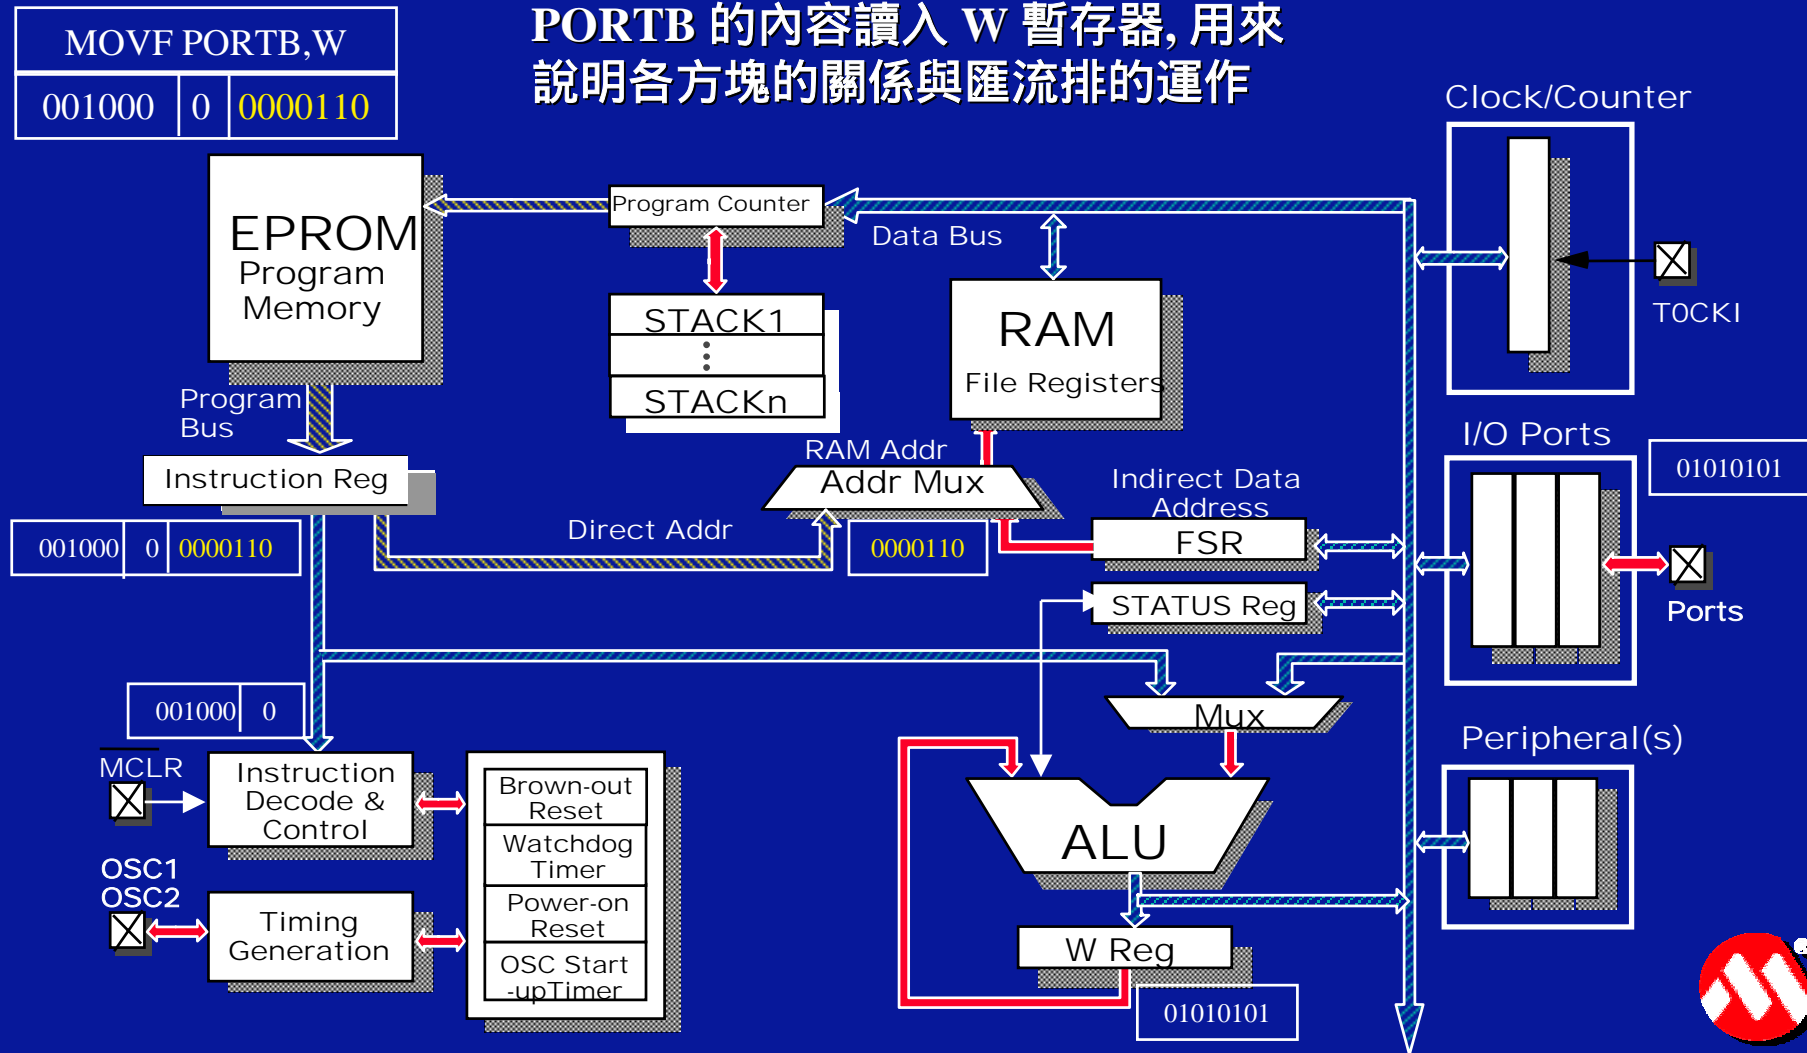 PORTB 的內容讀入 W 暫存器, 用來
說明各方塊的關係與匯流排的運作
MOVF PORTB,W
001000 0 0000110
Clock/Counter
EPROM
Program
Memory
Program Counter
Data Bus
T0CKI
STACK1
STACKn
RAM
File Registers
Program
Bus
I/O Ports
01010101
Instruction Reg
RAM Addr
Addr Mux
Indirect Data
Address
FSR
Direct Addr
001000 0 0000110
0000110
STATUS Reg
Ports
001000 0
Mux
Peripheral(s)
MCLR
Instruction
Decode &
Control
Brown-out
Reset
Watchdog
Timer
Power-on
Reset
OSC Start
-upTimer
ALU
OSC1
OSC2
Timing
Generation
W Reg
01010101